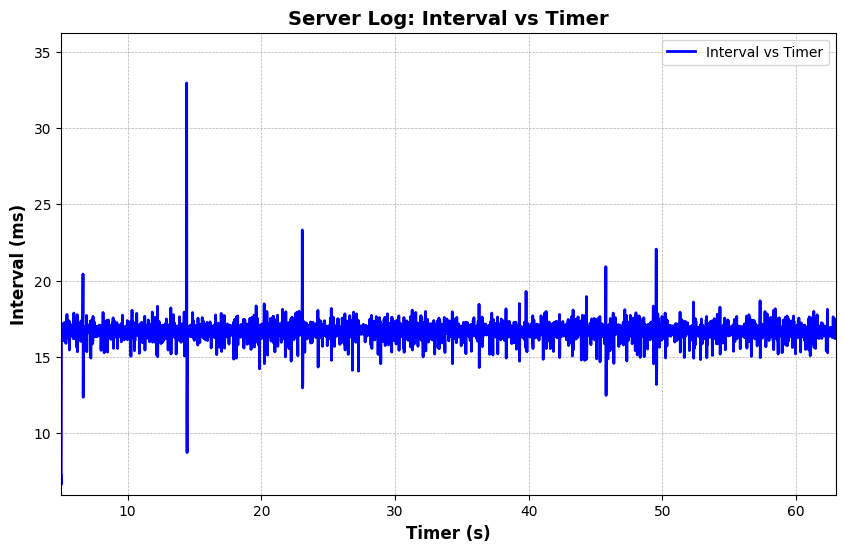 Server Log: Interval vs Timer
Interval vs Timer
Interval (ms)
35
30
25
20
15
10
10 20 30 40 50 60
Timer (s)